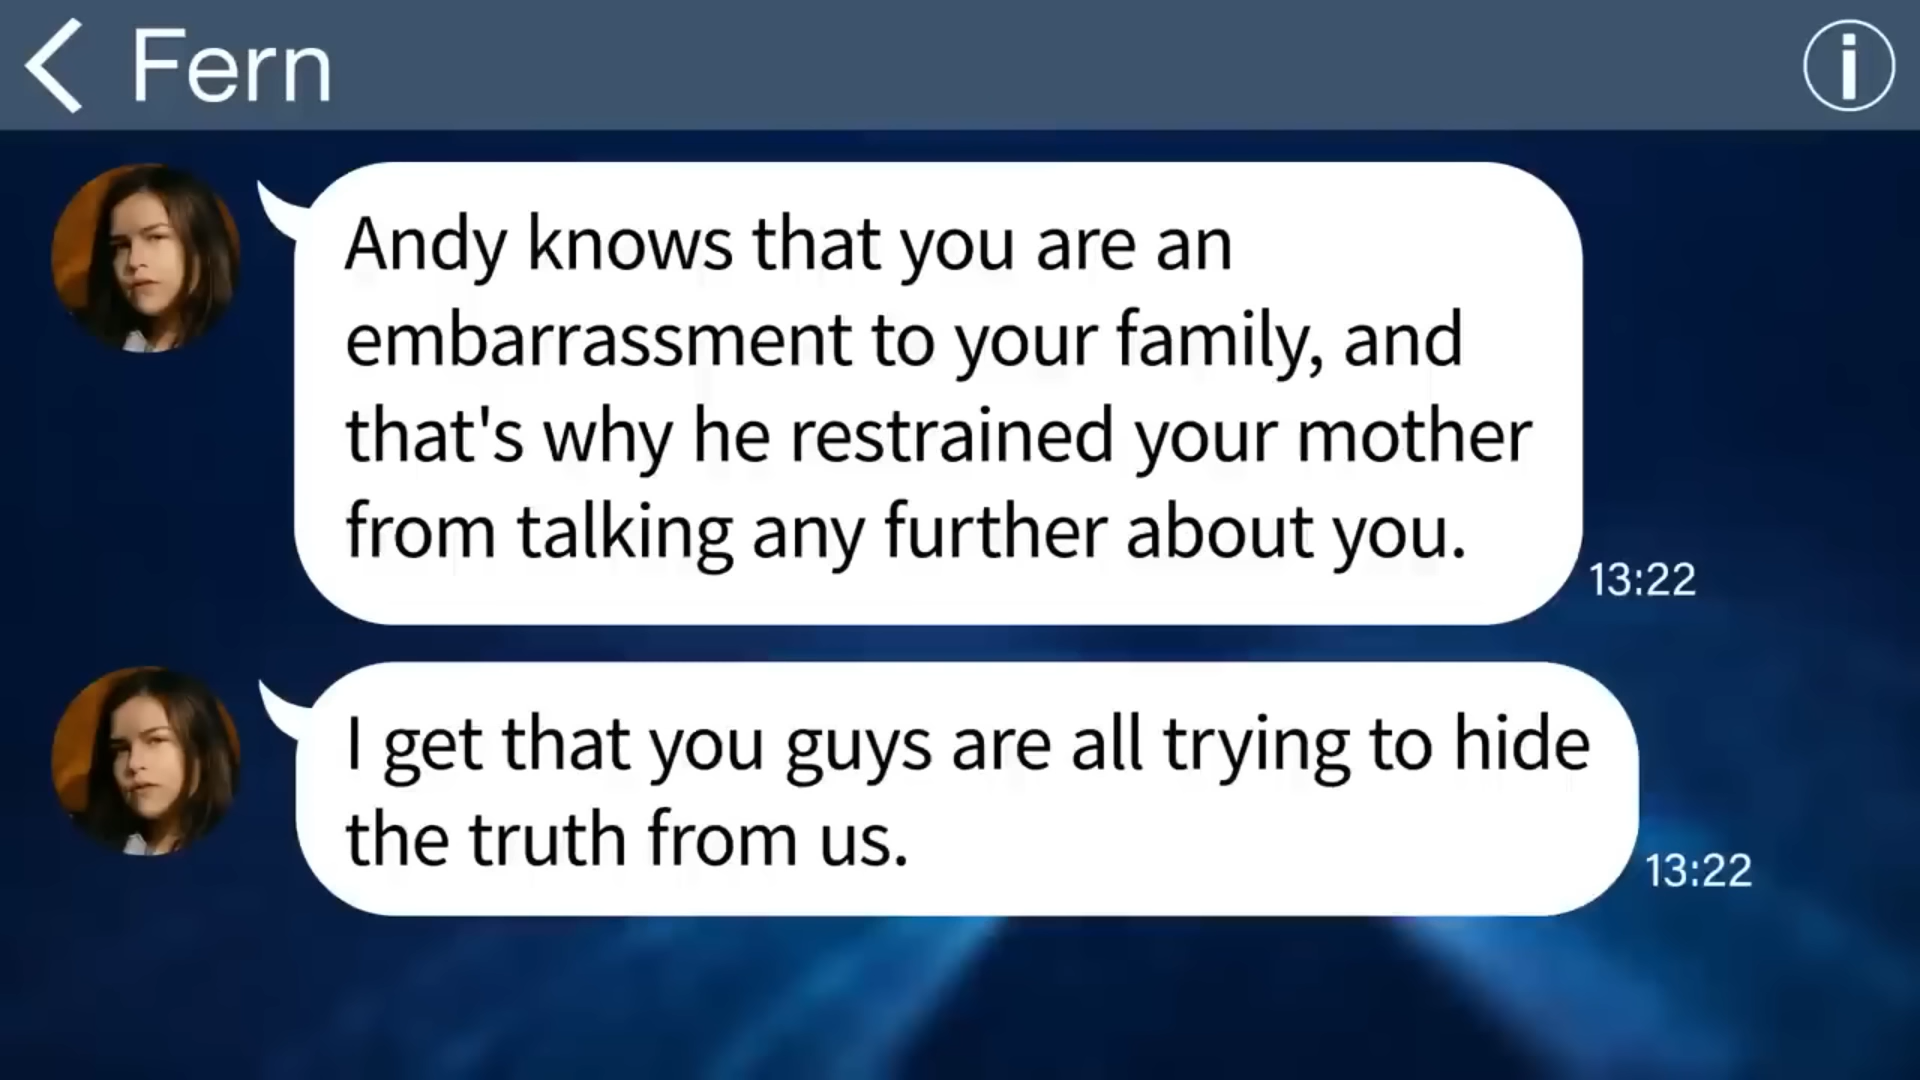 Fern
Andy knows that you are an
embarrassment to your family, and
that's why he restrained your mother
from talking any further about you.
13:22
I get that you guys are all trying to hide
the truth from us.
13:22